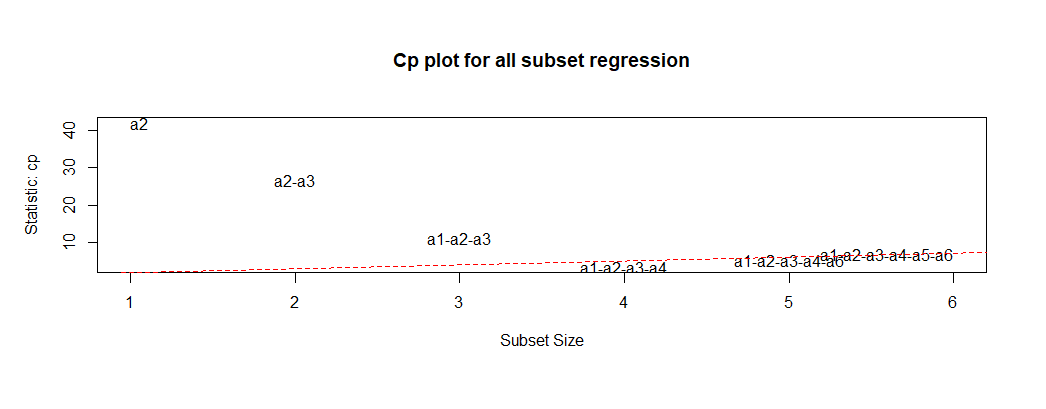 Cp plot for all subset regression
Statistic: cp
40
30
20
10
a2
a2-a3
a1-a2-a3
a1-a2-a3-a4
a1-a2-a3-a4-a6
a1-a2-a3-a4-a5-a6
1 2 3 4 5 6
Subset Size